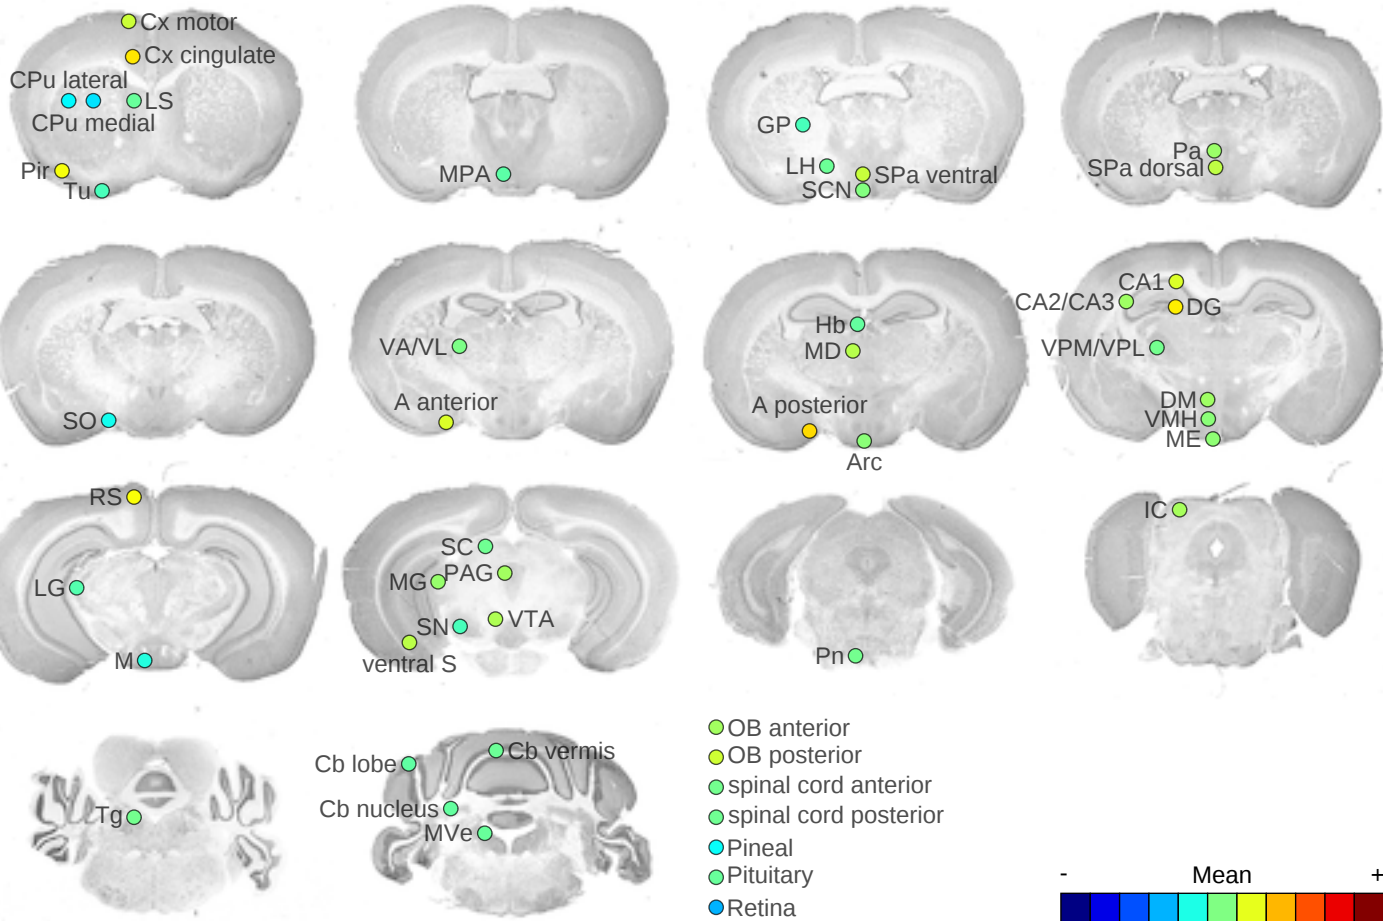 Cx motor
Cx cingulate
CPu lateral
LS
CPu medial
Pir
Tu
MPA
GP
LH
SPa ventral
SCN
Pa
SPa dorsal
SO
VA/VL
A anterior
Hb
MD
A posterior
Arc
CA1
CA2/CA3
DG
VPM/VPL
DM
VMH
ME
RS
LG
M
SC
MG PAG
SN VTA
ventral S
Pn
IC
Tg
Cb lobe
Cb vermis
Cb nucleus
MVe
OB anterior
OB posterior
spinal cord anterior
spinal cord posterior
Pineal
Pituitary
Retina
- Mean +